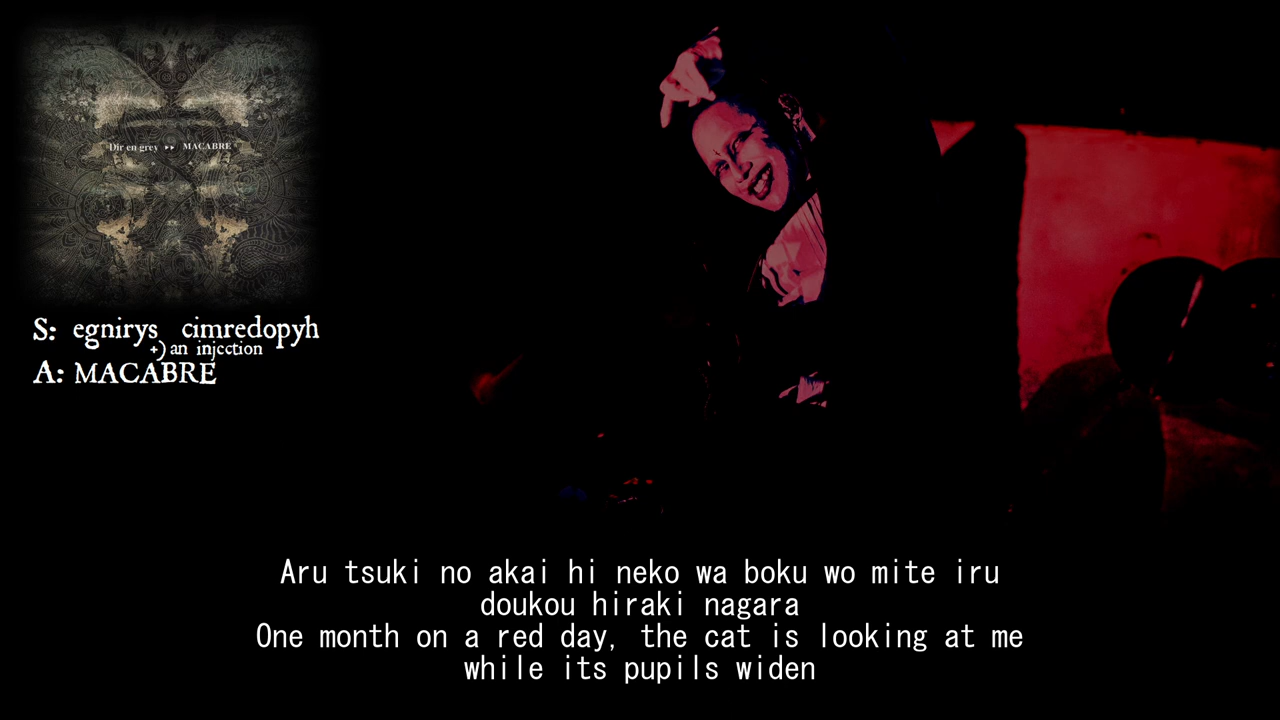 Dir en grey ▸▸ MACABRE
S: egnirys cimredopyh
+) an injection
A: MACABRE
Aru tsuki no akai hi neko wa boku wo mite iru
doukou hiraki nagara
One month on a red day, the cat is looking at me
while its pupils widen